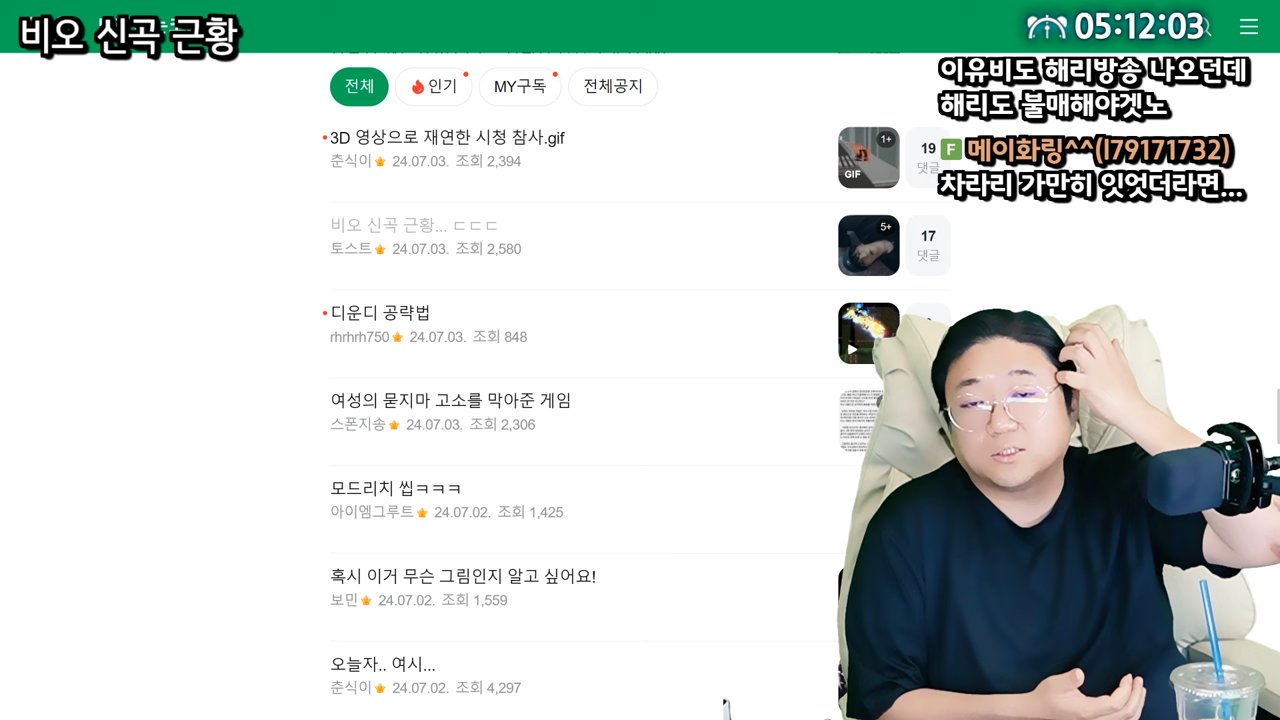 비오 신곡 근황
05:12:03
전체
인기
MY구독
전체공지
이유비도 해리방송 나오던데
해리도 불매해야겟노
F 메이화링^^(l79171732)
차라리 가만히 잇엇더라면...
3D 영상으로 재연한 시청 참사.gif
춘식이 24.07.03. 조회 2,394
1+
GIF
19
댓글
비오 신곡 근황... ㄷㄷㄷ
토스트 24.07.03. 조회 2,580
5+
17
댓글
디운디 공략법
rhrhrh750 24.07.03. 조회 848
여성의 묻지마 고소를 막아준 게임
스폰지송 24.07.03. 조회 2,306
모드리치 씹ㅋㅋㅋ
아이엠그루트 24.07.02. 조회 1,425
혹시 이거 무슨 그림인지 알고 싶어요!
보민 24.07.02. 조회 1,559
오늘자.. 여시...
춘식이 24.07.02. 조회 4,297